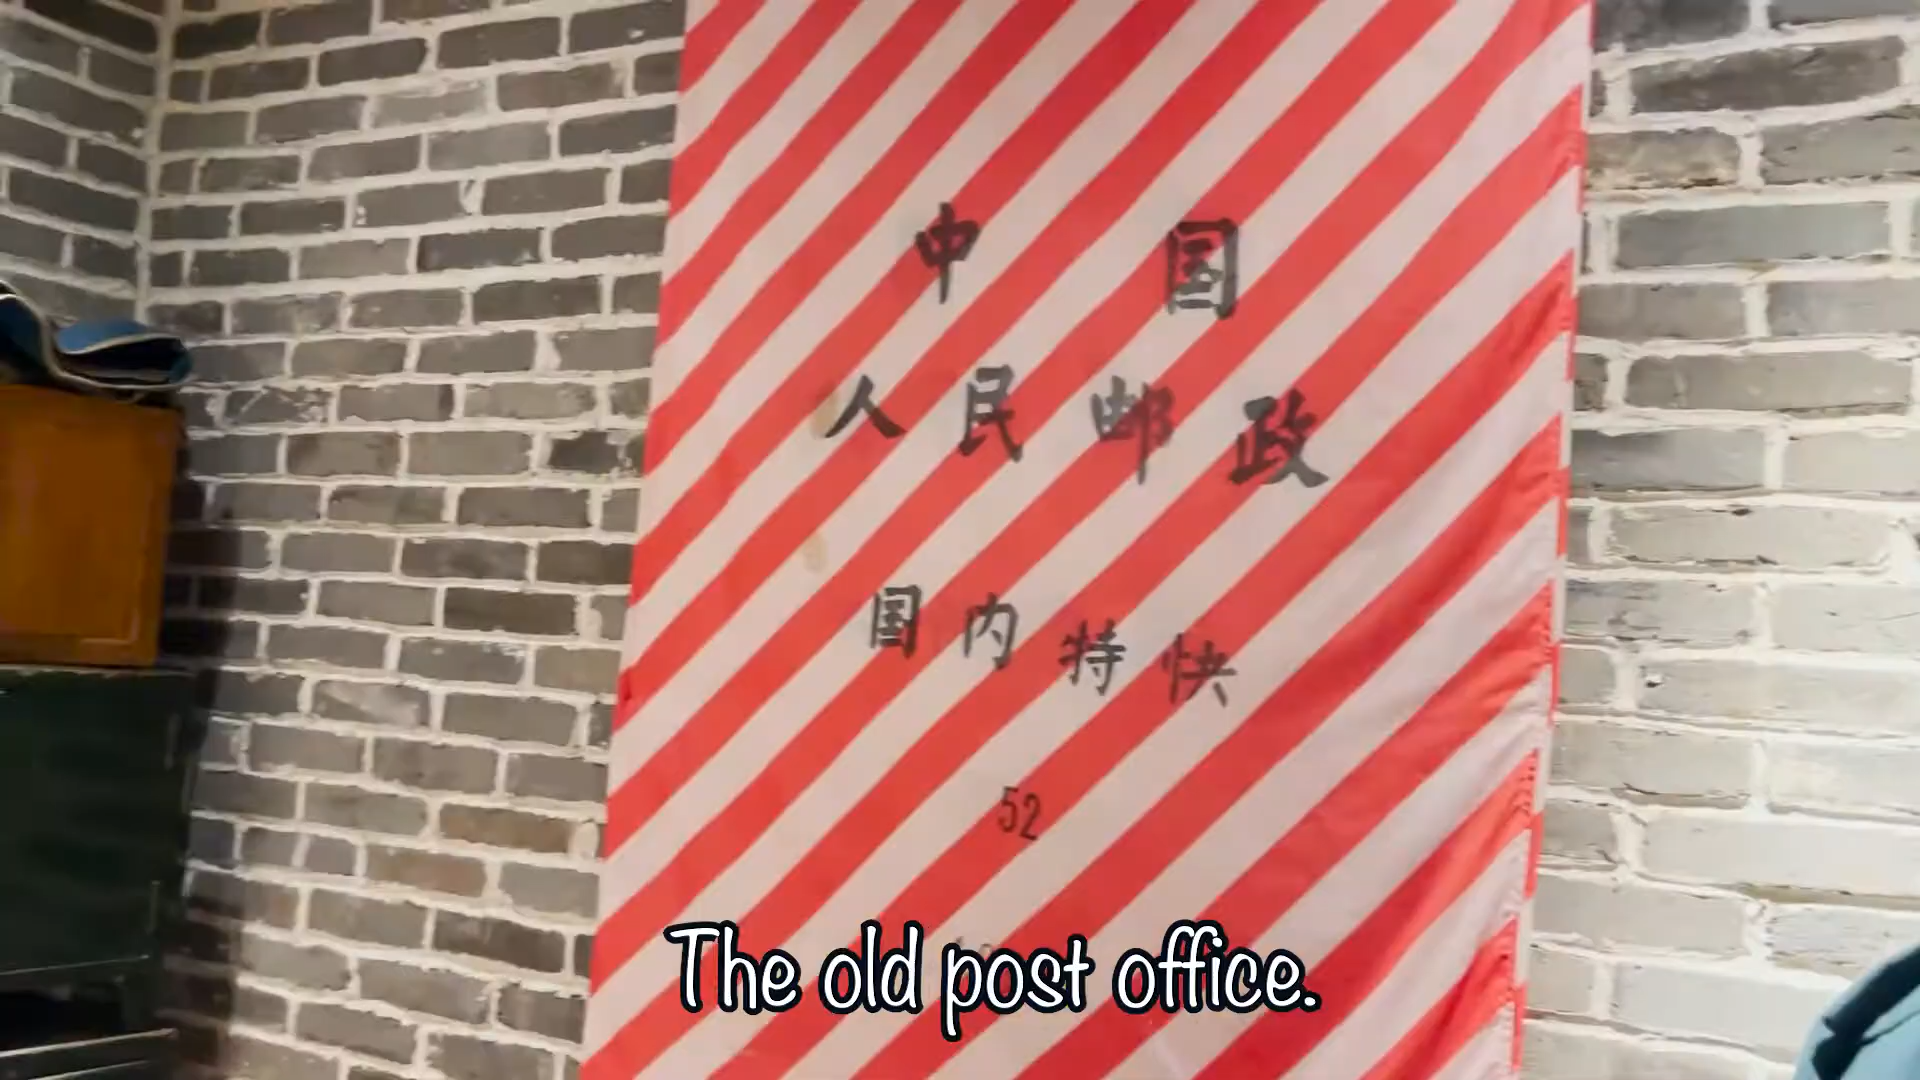 中国
人民邮政
国内特快
52
The old post office.